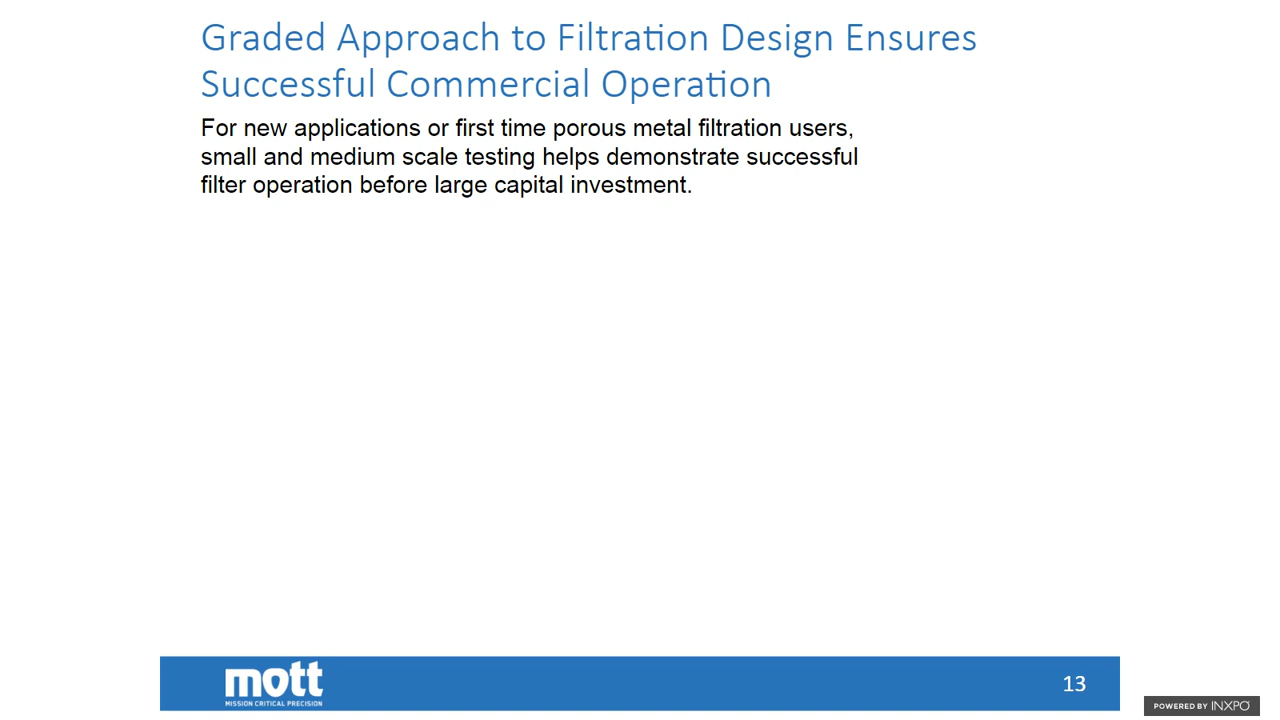 Graded Approach to Filtration Design Ensures
Successful Commercial Operation
For new applications or first time porous metal filtration users,
small and medium scale testing helps demonstrate successful
filter operation before large capital investment.
mott
MISSION CRITICAL PRECISION
13
POWERED BY INXPO